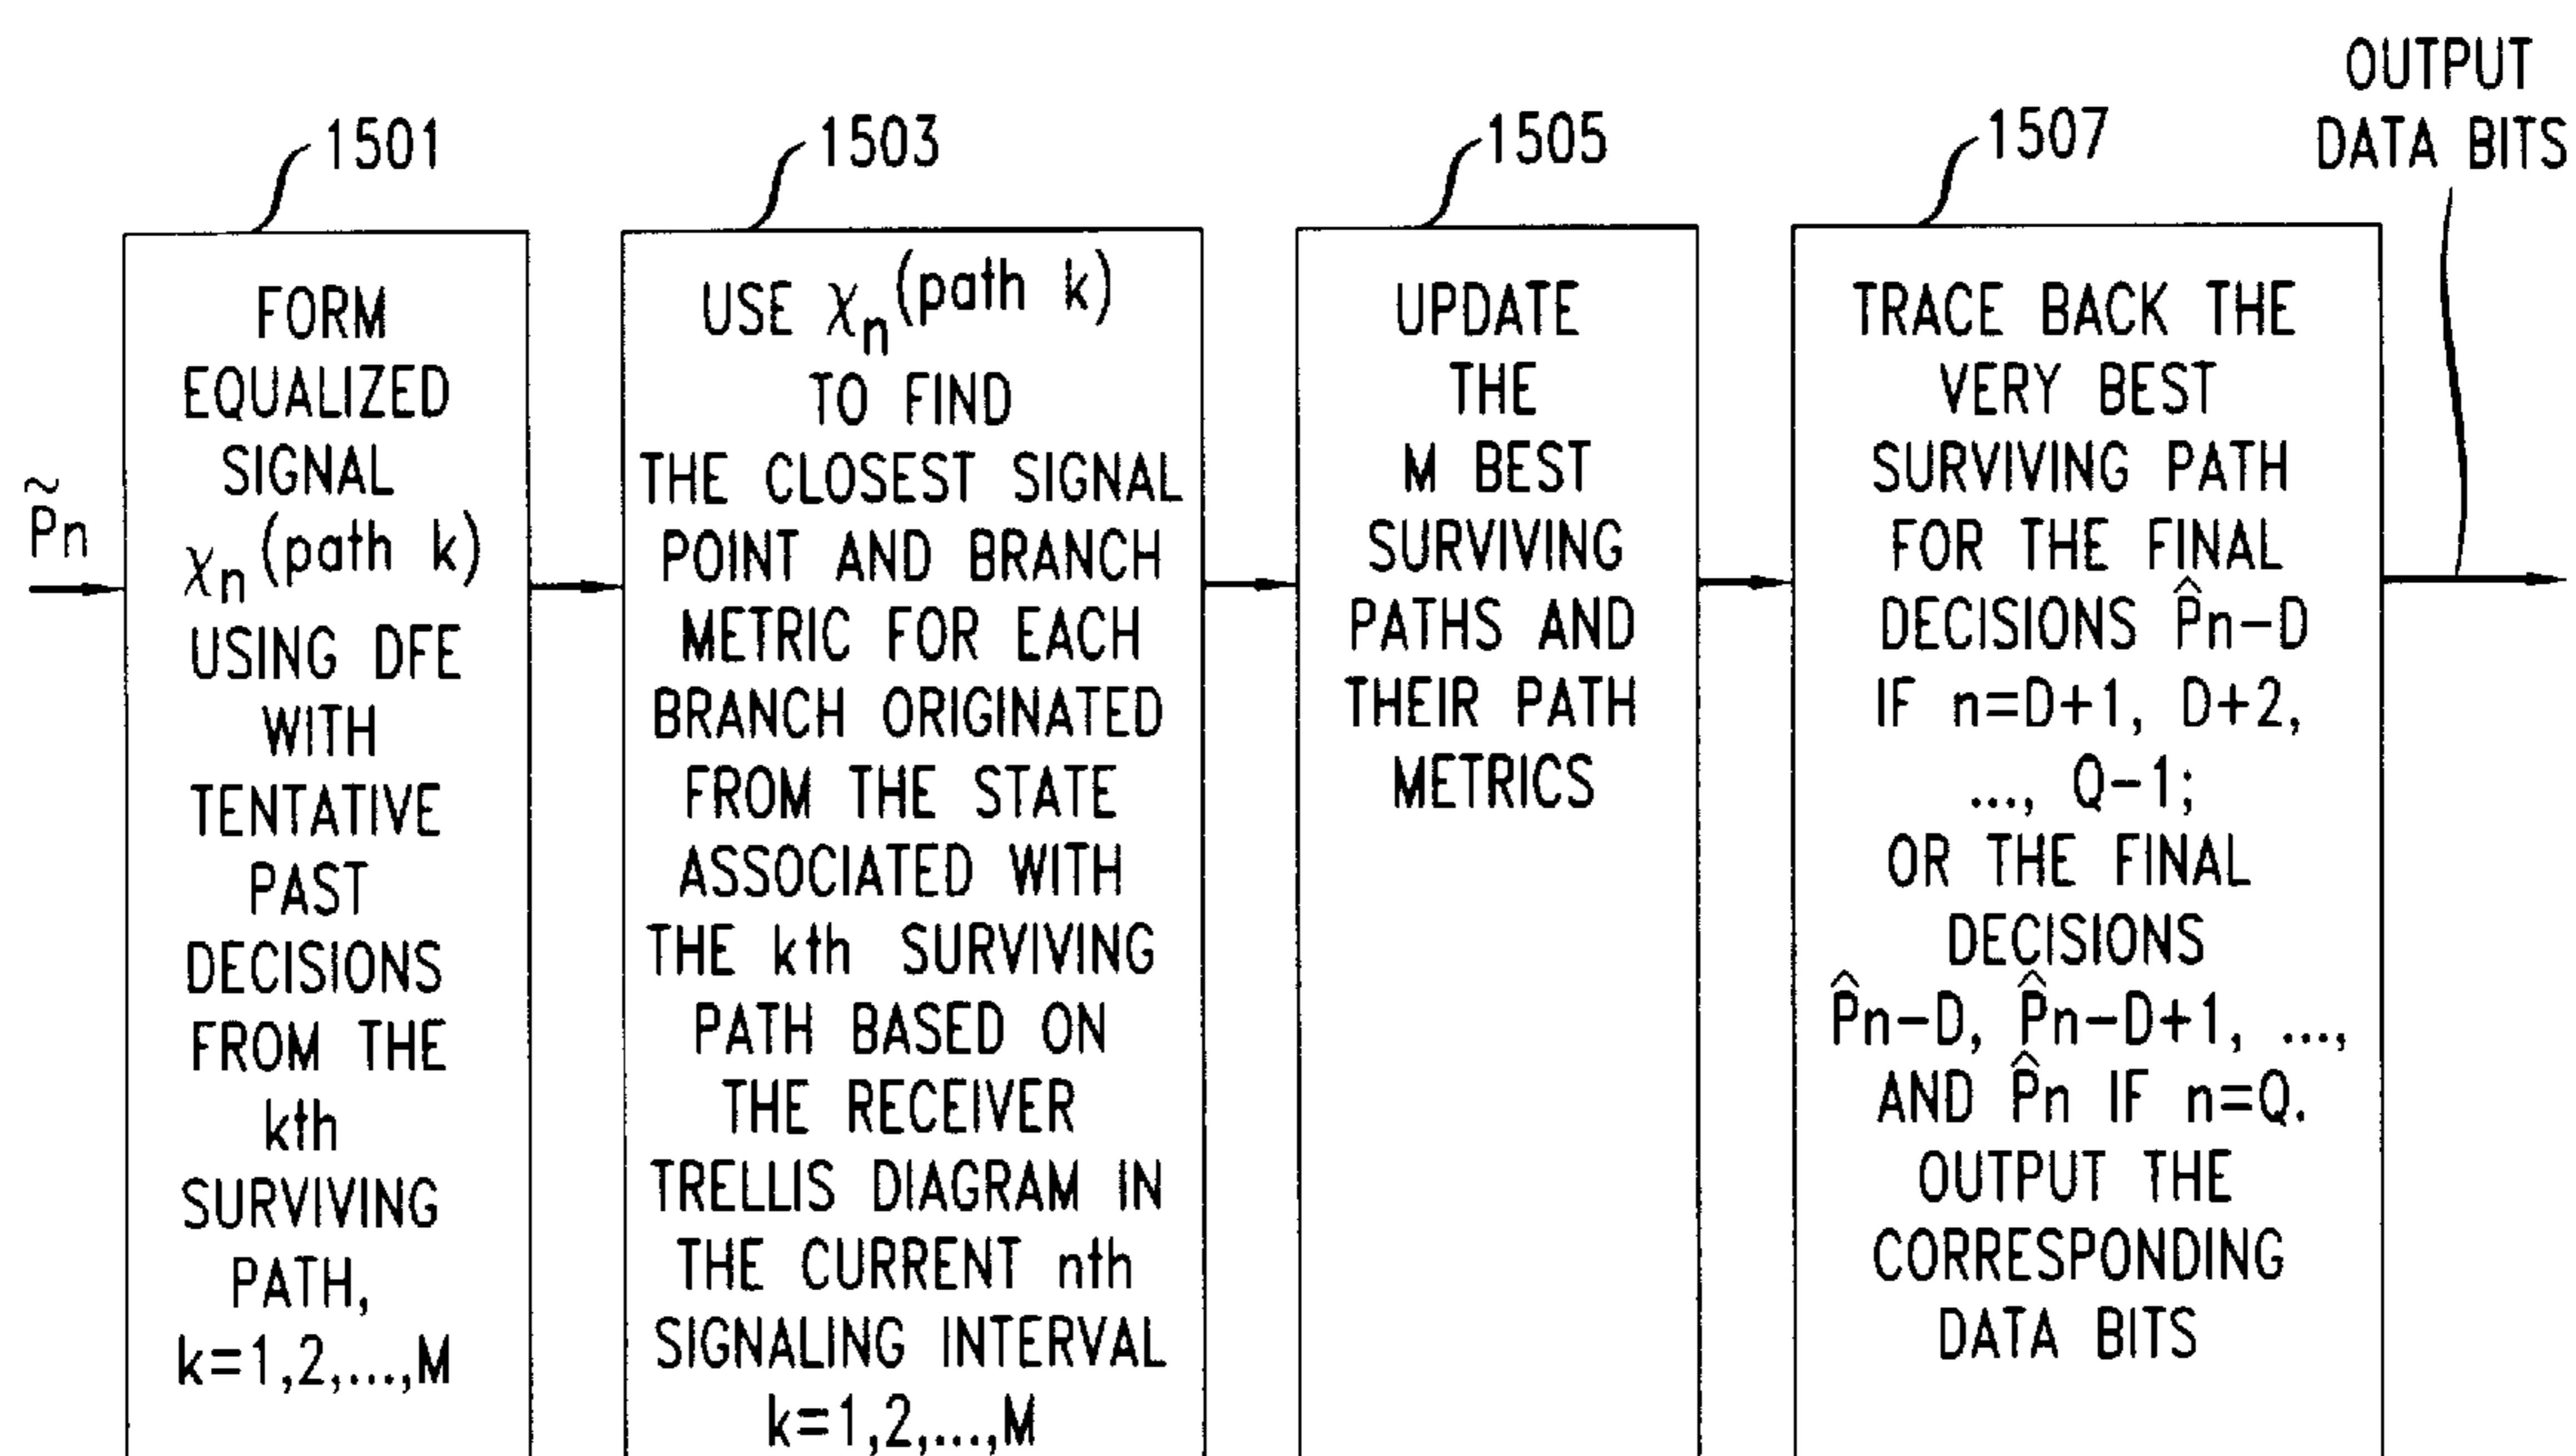 OUTPUT
DATA BITS
1501
1503
1505
1507
P̃n
FORM
EQUALIZED
SIGNAL
χn (path k)
USING DFE
WITH
TENTATIVE
PAST
DECISIONS
FROM THE
kth
SURVIVING
PATH,
k=1,2,...,M
USE χn (path k)
TO FIND
THE CLOSEST SIGNAL
POINT AND BRANCH
METRIC FOR EACH
BRANCH ORIGINATED
FROM THE STATE
ASSOCIATED WITH
THE kth SURVIVING
PATH BASED ON
THE RECEIVER
TRELLIS DIAGRAM IN
THE CURRENT nth
SIGNALING INTERVAL
k=1,2,...,M
UPDATE
THE
M BEST
SURVIVING
PATHS AND
THEIR PATH
METRICS
TRACE BACK THE
VERY BEST
SURVIVING PATH
FOR THE FINAL
DECISIONS P̂n-D
IF n=D+1, D+2,
..., Q-1;
OR THE FINAL
DECISIONS
P̂n-D, P̂n-D+1, ...,
AND P̂n IF n=Q.
OUTPUT THE
CORRESPONDING
DATA BITS